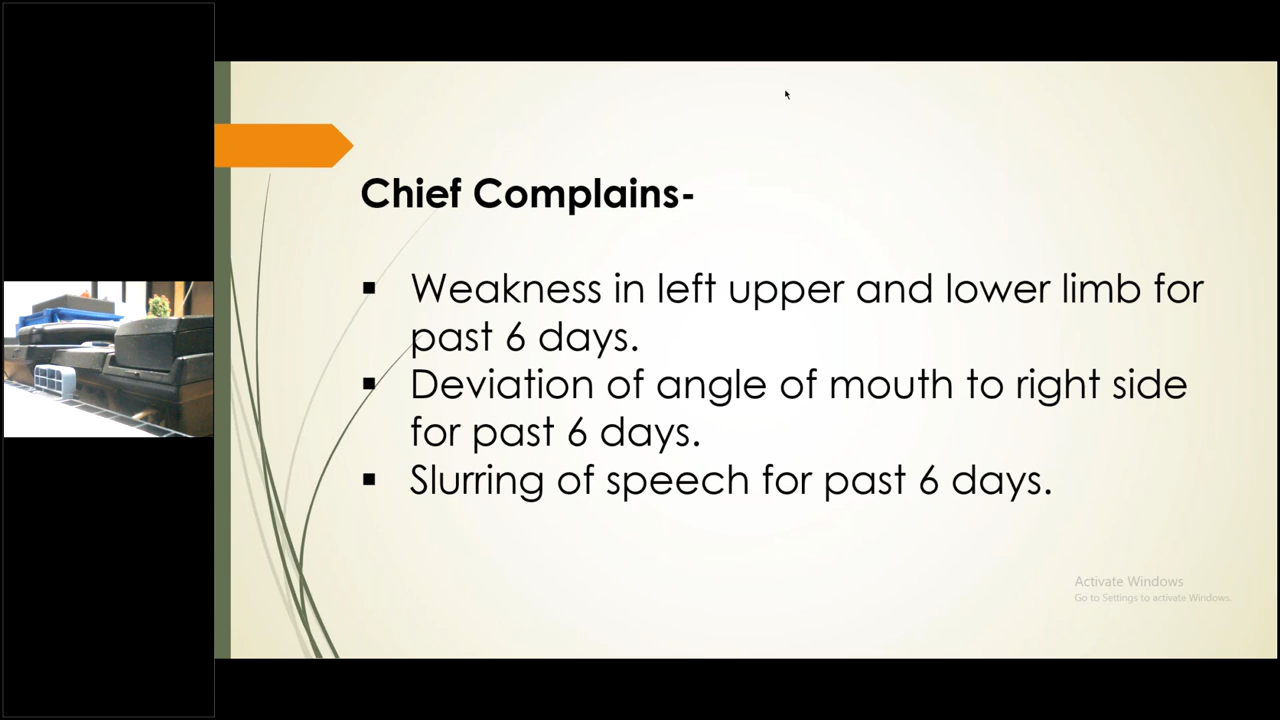 Chief Complains-
▪ Weakness in left upper and lower limb for
past 6 days.
▪ Deviation of angle of mouth to right side
for past 6 days.
▪ Slurring of speech for past 6 days.
Activate Windows
Go to Settings to activate Windows.